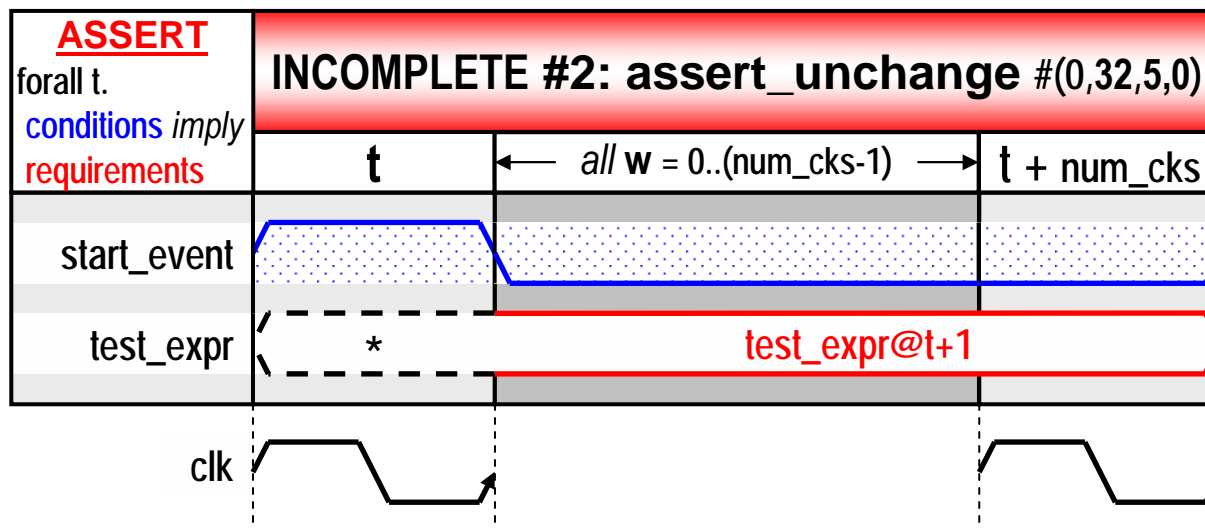 ASSERT
forall t.
conditions imply
requirements
INCOMPLETE #2: assert_unchange #(0,32,5,0)
t
all w = 0..(num_cks-1)
t + num_cks
start_event
test_expr
*
test_expr@t+1
clk